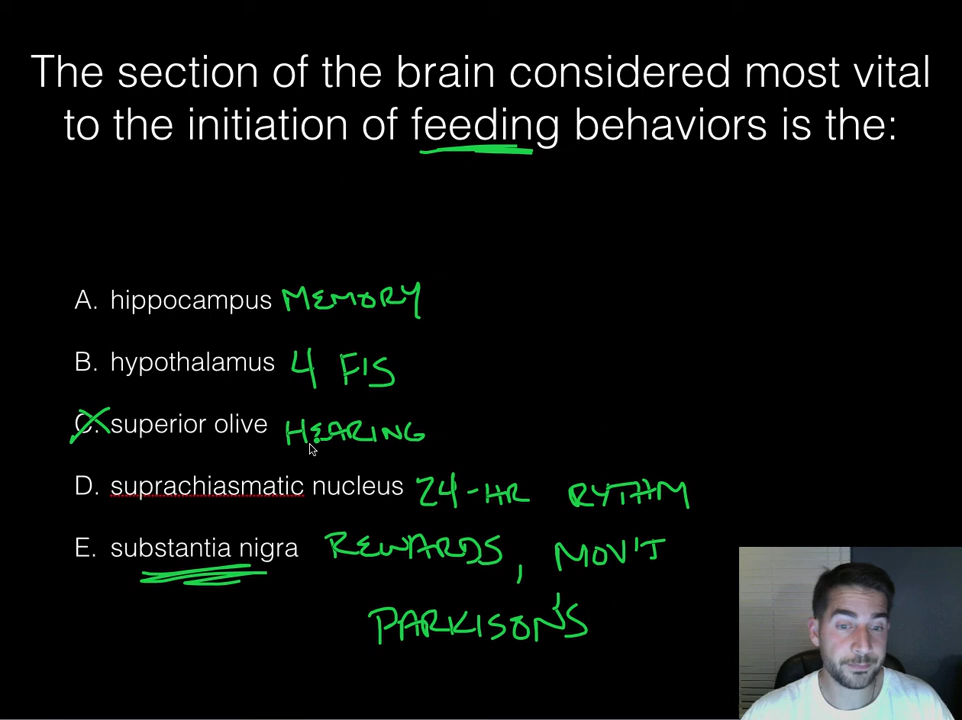 The section of the brain considered most vital
to the initiation of feeding behaviors is the:
A. hippocampus MEMORY
B. hypothalamus 4 F'S
C. superior olive HEARING
D. suprachiasmatic nucleus 24-HR RYTHM
E. substantia nigra REWARDS, MOV'T
PARKISON'S